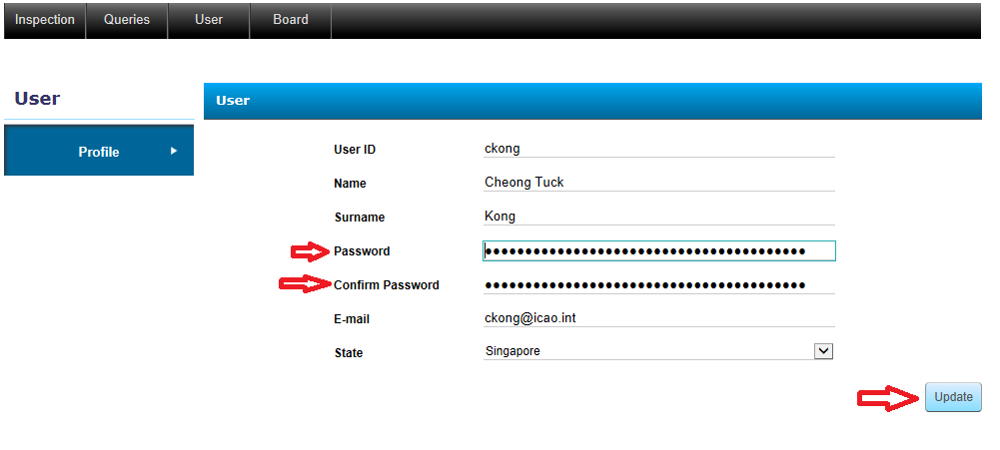 Inspection Queries User Board
User
User
Profile
User ID ckong
Name Cheong Tuck
Surname Kong
Password ●●●●●●●●●●●●●●●●●●●●●●●●●●●●●●●●●●●●●●●●
Confirm Password ●●●●●●●●●●●●●●●●●●●●●●●●●●●●●●●●●●●●●●●●
E-mail ckong@icao.int
State Singapore
Update